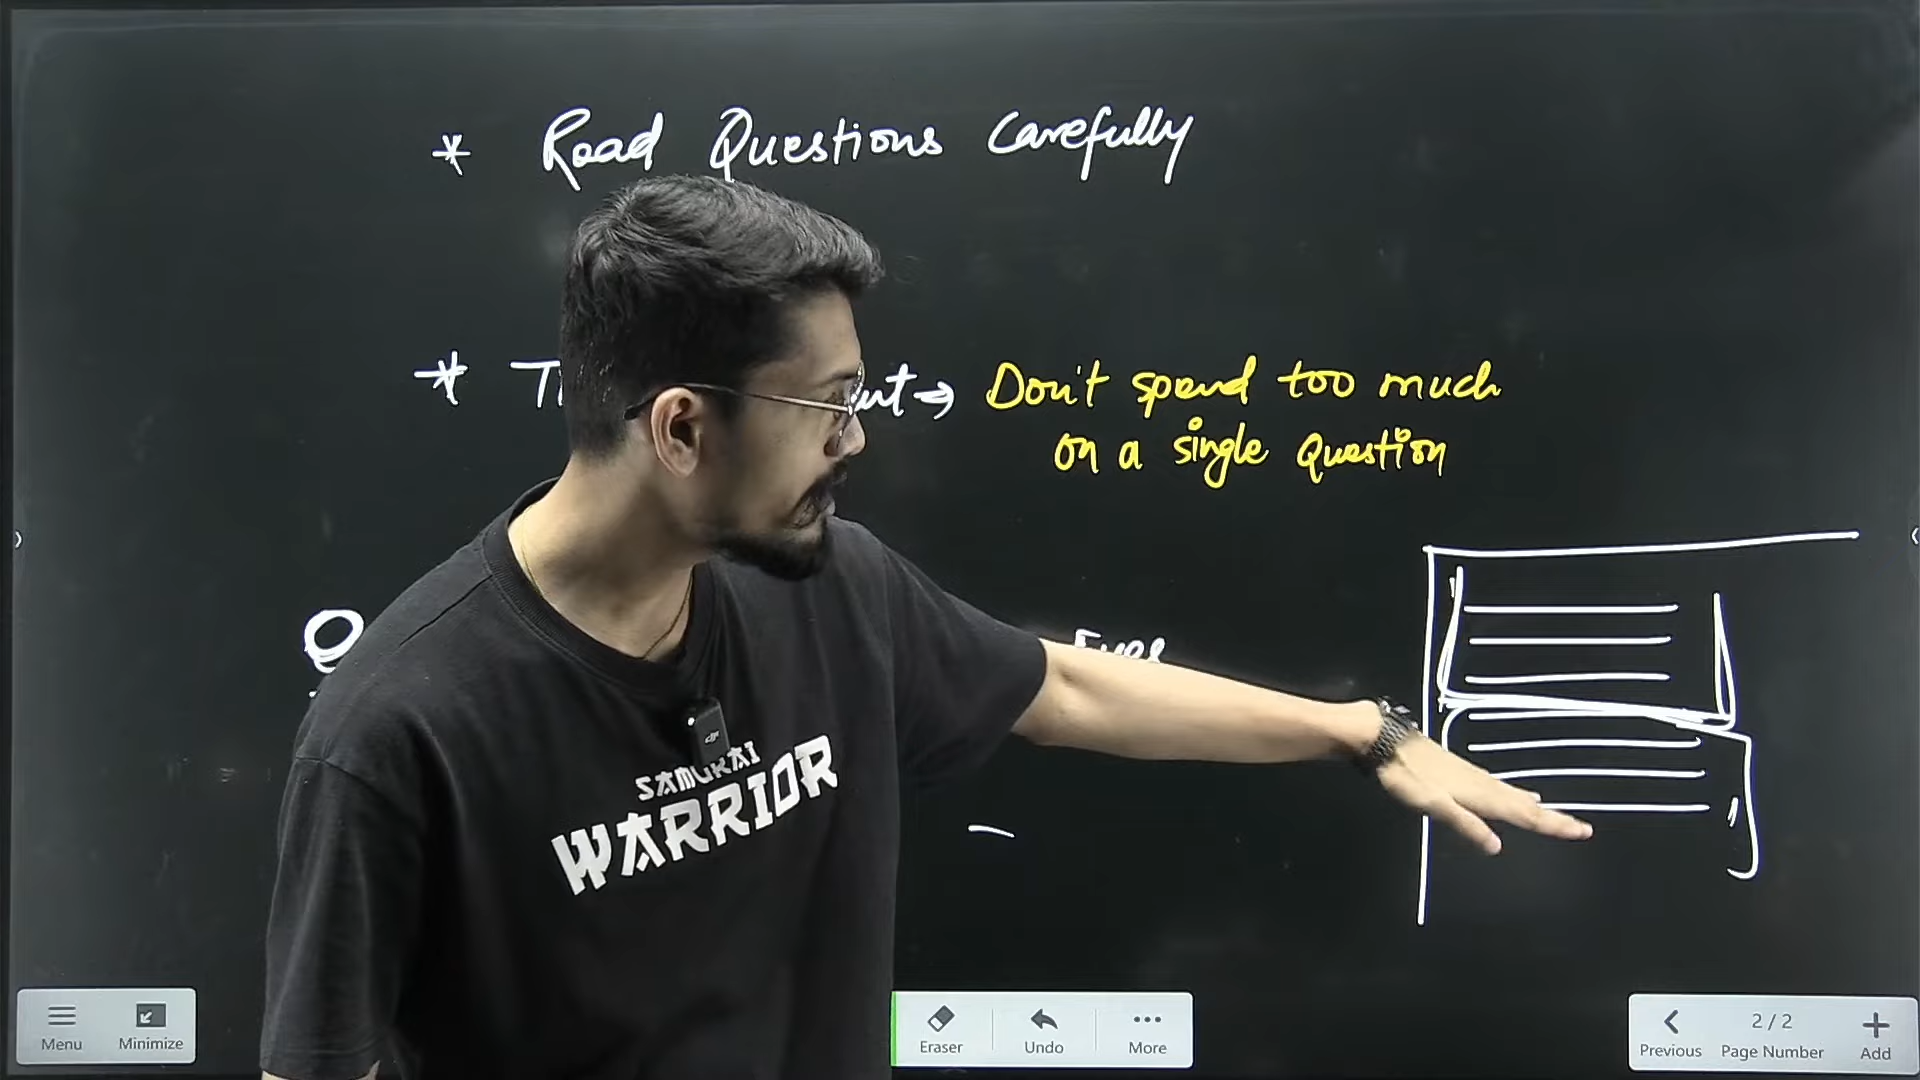 * Read Questions Carefully
* → Don't spend too much
on a single Question
SAMURAI
WARRIOR
Menu
Minimize
Eraser
Undo
More
Previous
2 / 2
Page Number
Add